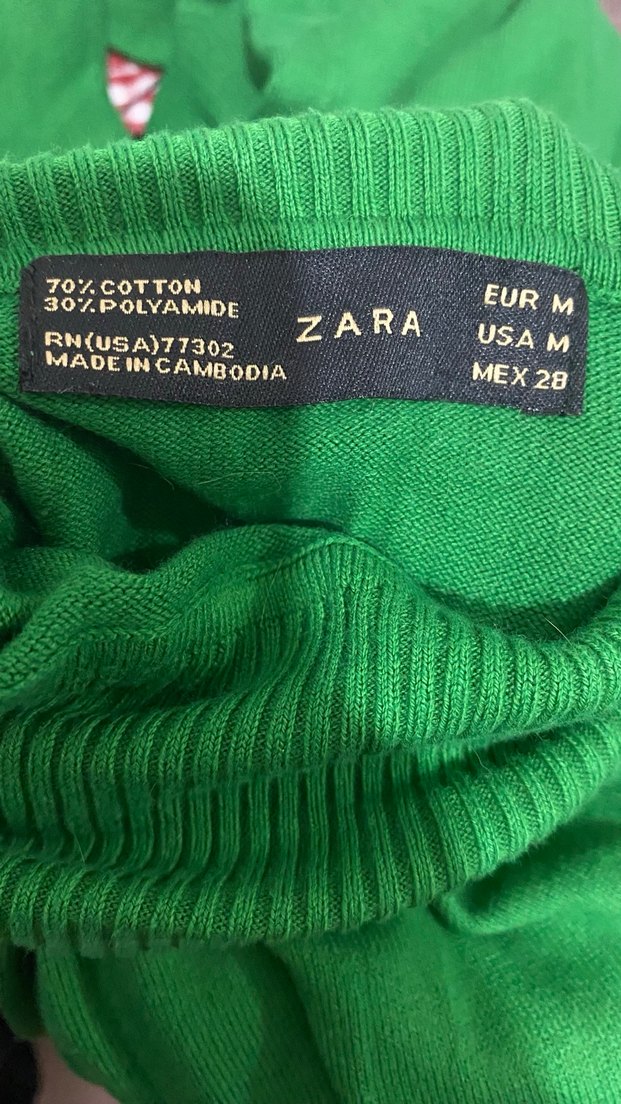 70% COTTON
30% POLYAMIDE
RN(USA)77302
MADE IN CAMBODIA
ZARA
EUR M
USA M
MEX 28